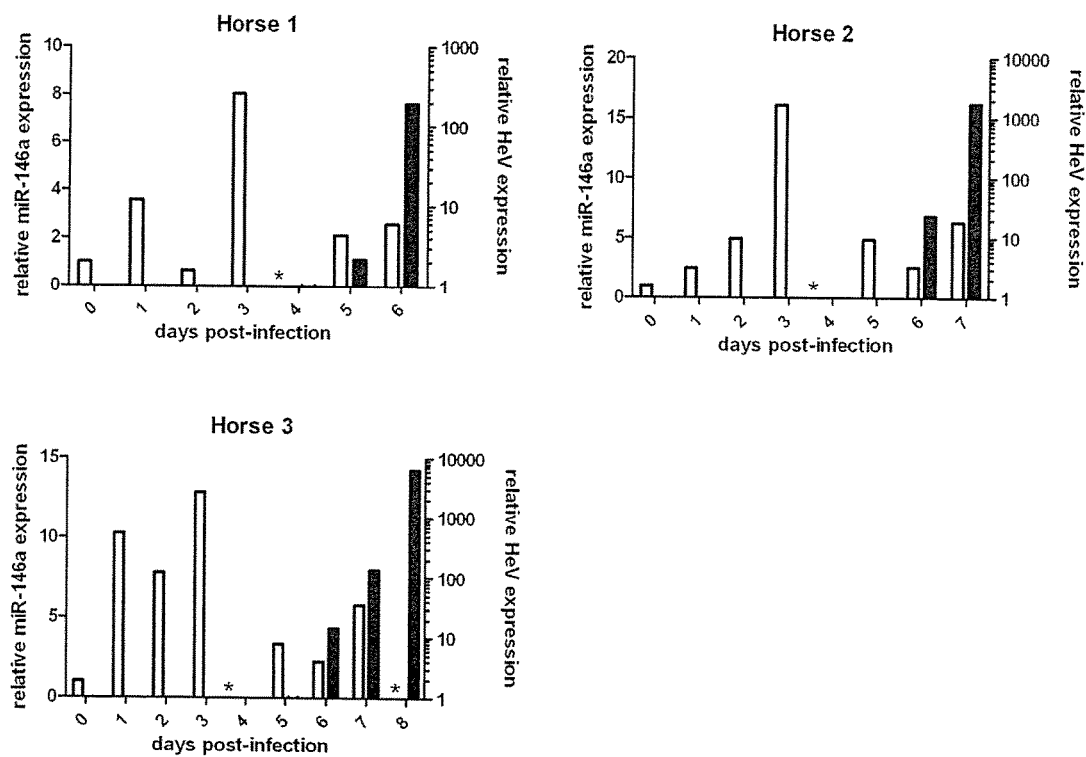 Horse 1
relative miR-146a expression
10
8
6
4
2
0
1000
100
10
1
relative HeV expression
* 
0 1 2 3 4 5 6
days post-infection
Horse 2
relative miR-146a expression
20
15
10
5
0
10000
1000
100
10
1
relative HeV expression
*
0 1 2 3 4 5 6 7
days post-infection
Horse 3
relative miR-146a expression
15
10
5
0
10000
1000
100
10
1
relative HeV expression
* *
0 1 2 3 4 5 6 7 8
days post-infection